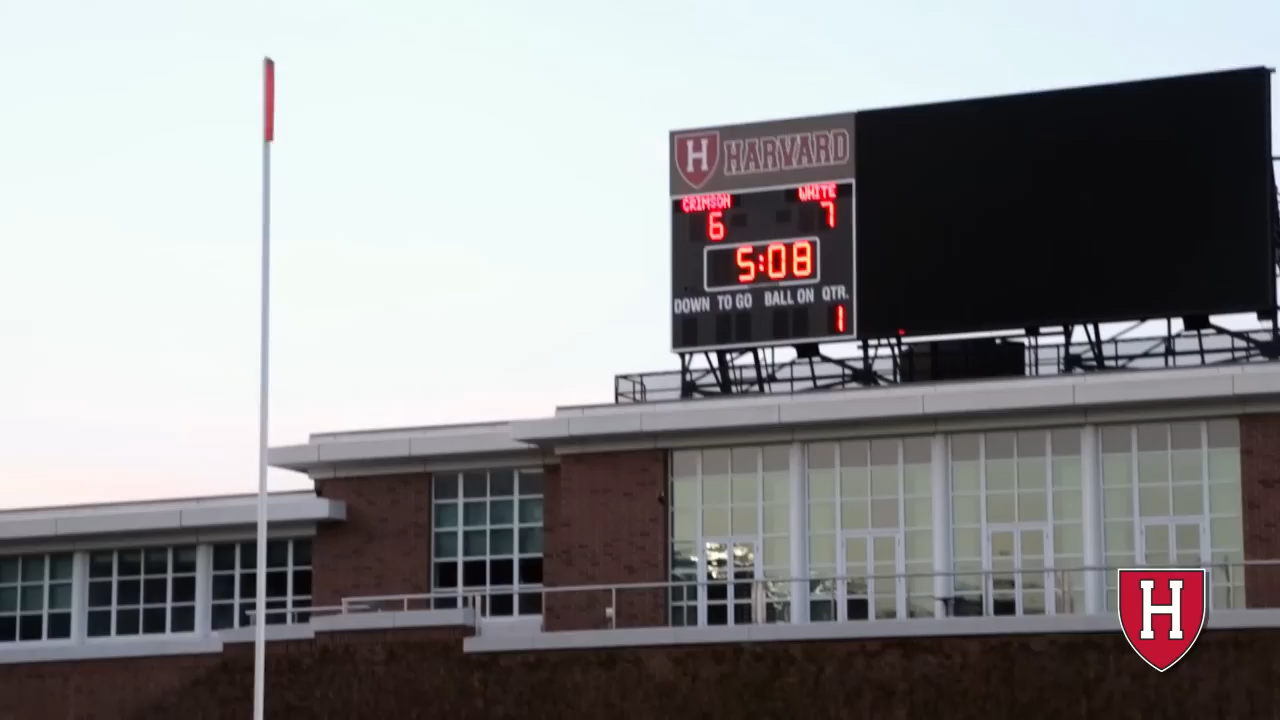 H HARVARD
CRIMSON WHITE
6 7
5:08
DOWN TO GO BALL ON QTR.
1
H